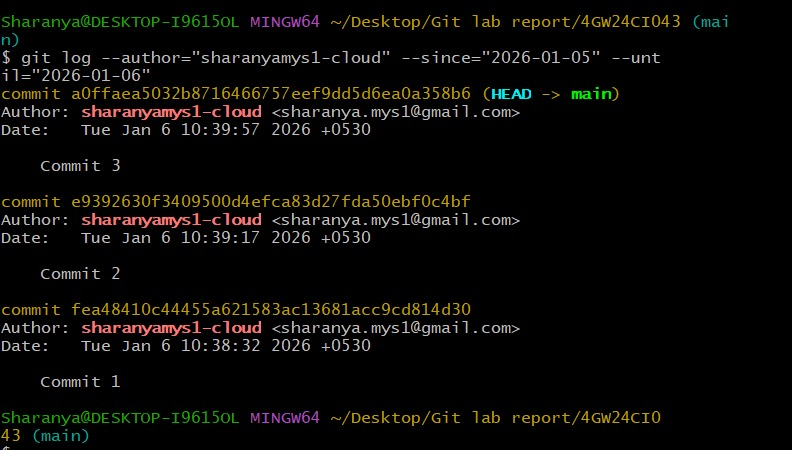 Sharanya@DESKTOP-I9615OL MINGW64 ~/Desktop/Git lab report/4GW24CI043 (mai
n)
$ git log --author="sharanyamys1-cloud" --since="2026-01-05" --unt
il="2026-01-06"
commit a0ffaea5032b8716466757eef9dd5d6ea0a358b6 (HEAD -> main)
Author: sharanyamys1-cloud <sharanya.mys1@gmail.com>
Date:   Tue Jan 6 10:39:57 2026 +0530
    Commit 3
commit e9392630f3409500d4efca83d27fda50ebf0c4bf
Author: sharanyamys1-cloud <sharanya.mys1@gmail.com>
Date:   Tue Jan 6 10:39:17 2026 +0530
    Commit 2
commit fea48410c44455a621583ac13681acc9cd814d30
Author: sharanyamys1-cloud <sharanya.mys1@gmail.com>
Date:   Tue Jan 6 10:38:32 2026 +0530
    Commit 1
Sharanya@DESKTOP-I9615OL MINGW64 ~/Desktop/Git lab report/4GW24CI0
43 (main)
$